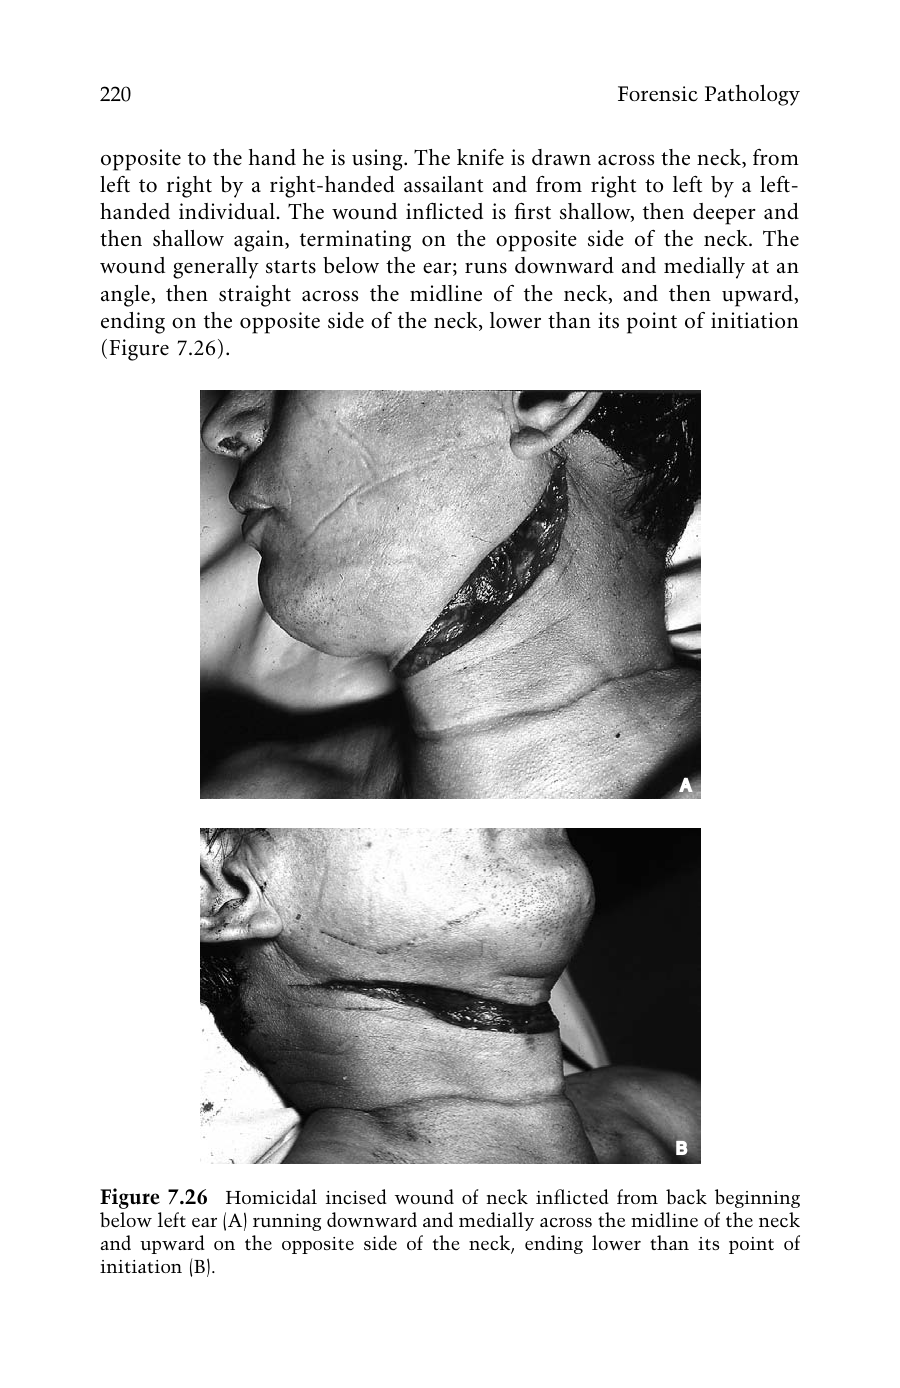 220 Forensic Pathology
opposite to the hand he is using. The knife is drawn across the neck, from
left to right by a right-handed assailant and from right to left by a left-
handed individual. The wound inflicted is first shallow, then deeper and
then shallow again, terminating on the opposite side of the neck. The
wound generally starts below the ear; runs downward and medially at an
angle, then straight across the midline of the neck, and then upward,
ending on the opposite side of the neck, lower than its point of initiation
(Figure 7.26).
A
B
Figure 7.26 Homicidal incised wound of neck inflicted from back beginning
below left ear (A) running downward and medially across the midline of the neck
and upward on the opposite side of the neck, ending lower than its point of
initiation (B).